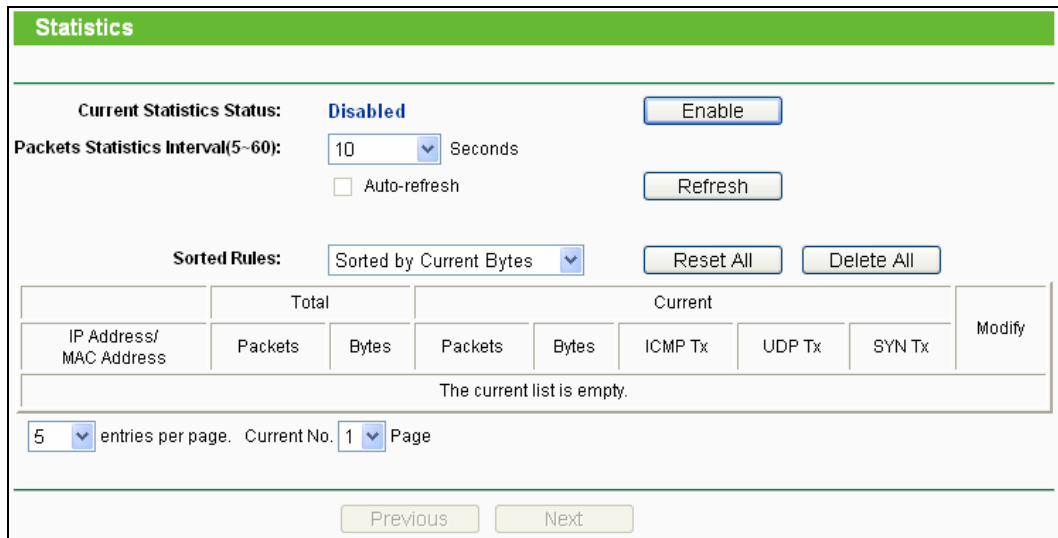 Statistics
Current Statistics Status: Disabled Enable
Packets Statistics Interval(5~60): 10 Seconds
Auto-refresh Refresh
Sorted Rules: Sorted by Current Bytes Reset All Delete All
Total Current Modify
IP Address/
MAC Address Packets Bytes Packets Bytes ICMP Tx UDP Tx SYN Tx
The current list is empty.
5 entries per page. Current No. 1 Page
Previous Next